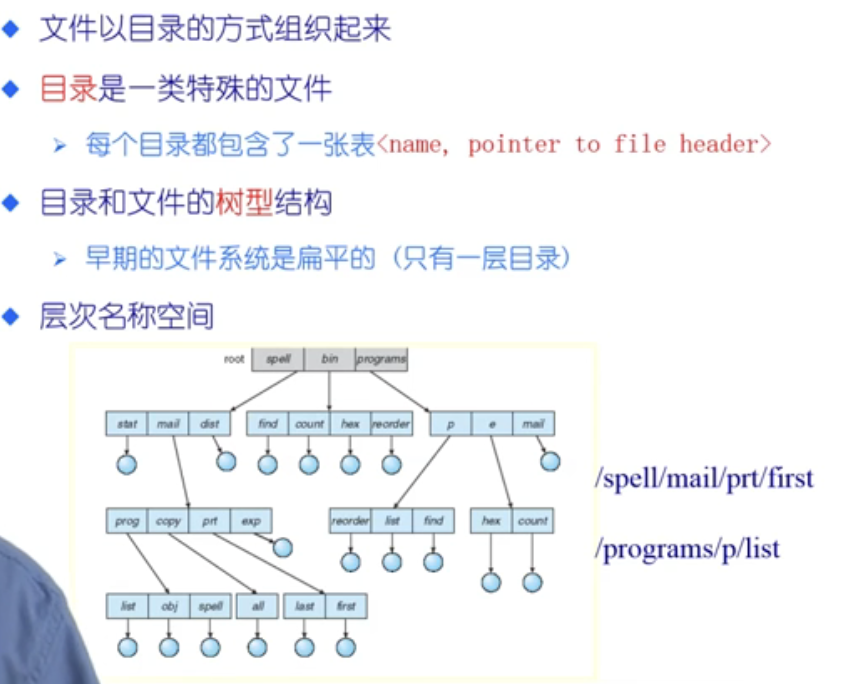 文件以目录的方式组织起来
目录是一类特殊的文件
每个目录都包含了一张表<name, pointer to file header>
目录和文件的树型结构
早期的文件系统是扁平的（只有一层目录）
层次名称空间
root spell bin programs
stat mail dist find count hex reorder p e mail
/spell/mail/prt/first
prog copy prt exp reorder list find hex count
/programs/p/list
list obj spell all last first